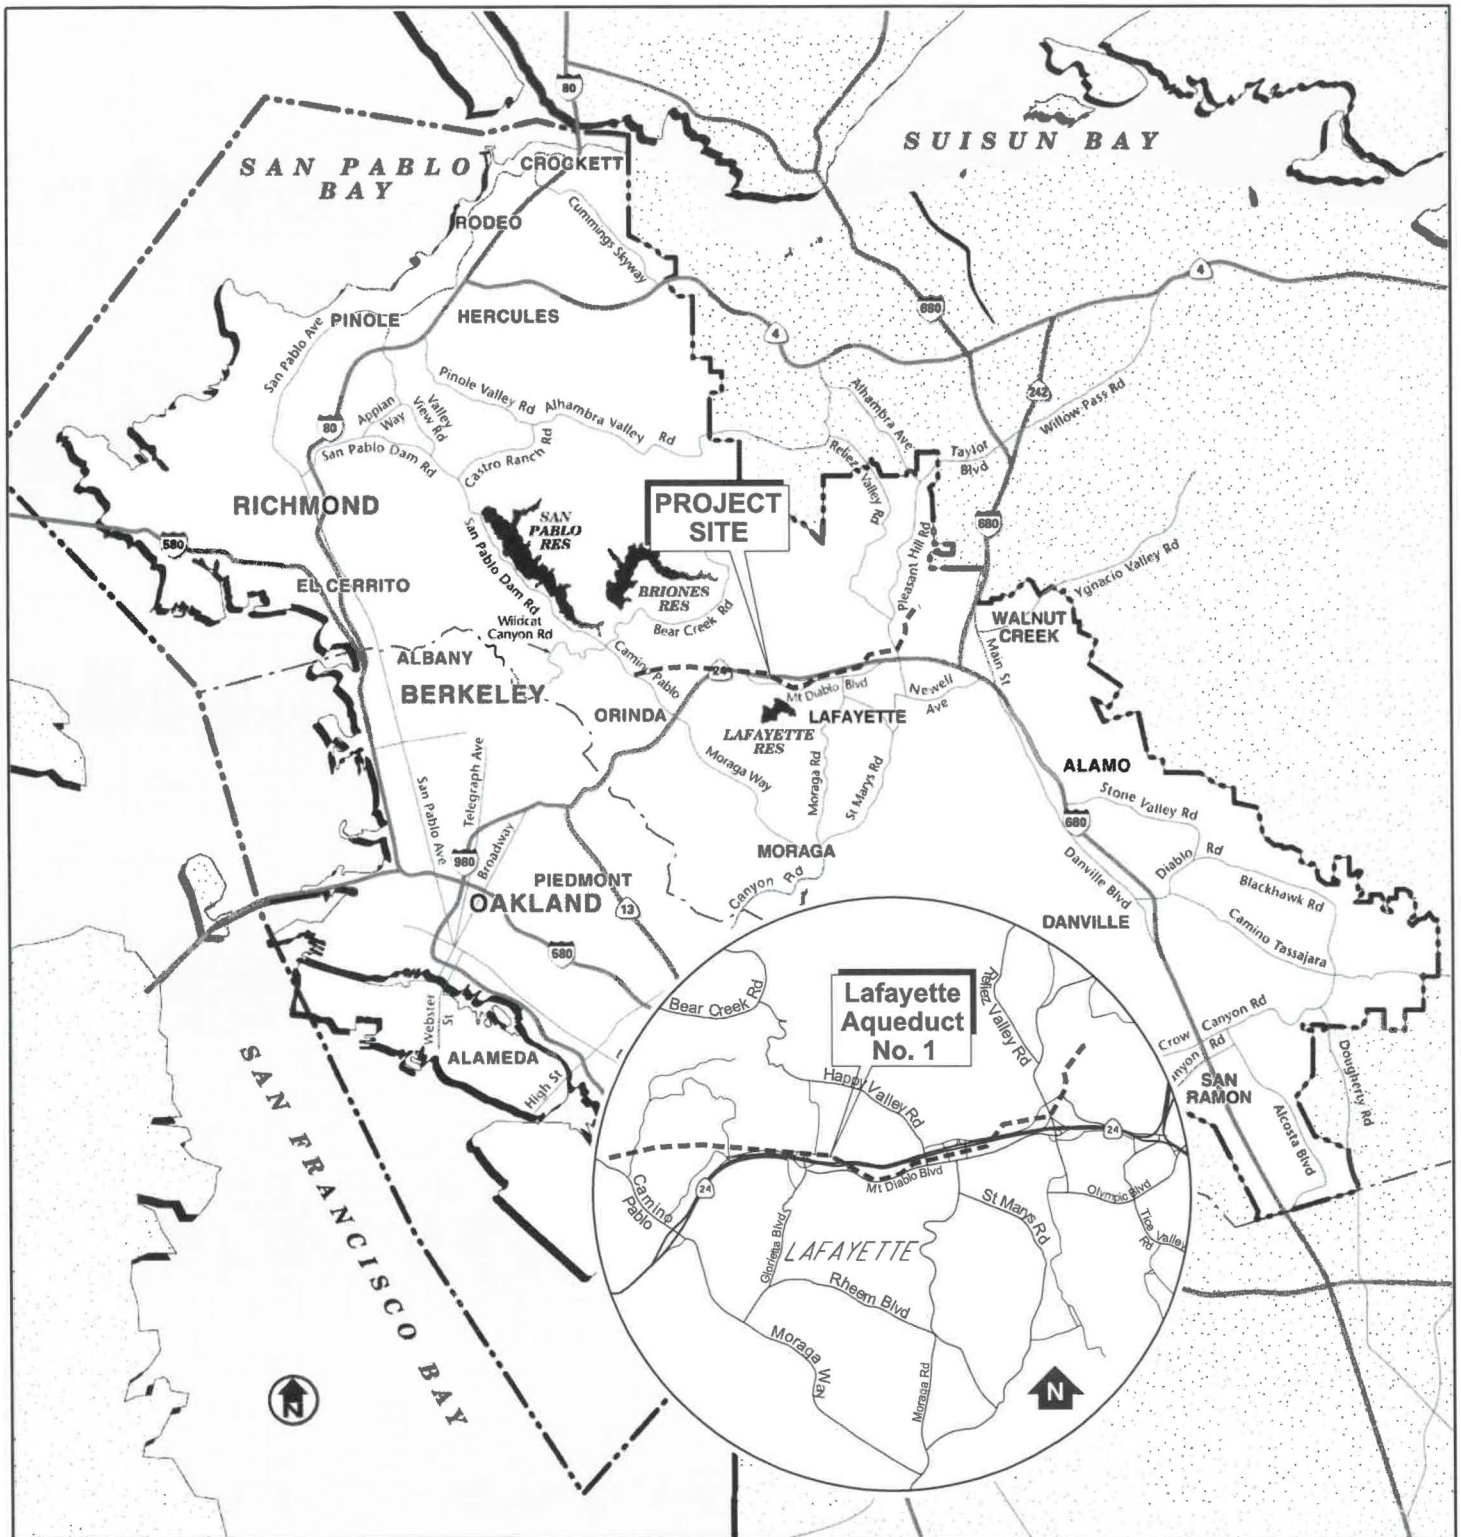 80
SUISUN BAY
SAN PABLO
BAY
CROCKETT
RODEO
Cummings Skyway
4
680
PINOLE
HERCULES
San Pablo Ave
4
Pinole Valley Rd
Alhambra Valley Rd
Alhambra Ave
242
Willow Pass Rd
Appian
Way
Valley
View Rd
80
San Pablo Dam Rd
Castro Ranch Rd
Reliez Valley Rd
Taylor
Blvd
RICHMOND
PROJECT
SITE
SAN
PABLO
RES
680
580
San Pablo Dam Rd
Pleasant Hill Rd
Ygnacio Valley Rd
EL CERRITO
BRIONES
RES
Bear Creek Rd
Wildcat
Canyon Rd
WALNUT
CREEK
Main St
ALBANY
BERKELEY
Camino Pablo
24
Mt Diablo Blvd
Newell
Ave
ORINDA
LAFAYETTE
LAFAYETTE
RES
Moraga Way
Moraga Rd
St Marys Rd
ALAMO
Stone Valley Rd
680
San Pablo Ave
Telegraph Ave
Broadway
980
MORAGA
Canyon Rd
Danville Blvd
Diablo Rd
Blackhawk Rd
PIEDMONT
OAKLAND
13
DANVILLE
Camino Tassajara
580
Webster
St
ALAMEDA
High St
Crow Canyon Rd
nyon Rd
SAN
RAMON
Dougherty Rd
Alcosta Blvd
SAN FRANCISCO BAY
N
Bear Creek Rd
Lafayette
Aqueduct
No. 1
Reliez Valley Rd
Happy Valley Rd
24
Mt Diablo Blvd
Camino
Pablo
24
Olympic Blvd
St Marys Rd
Tice Valley
Rd
Glorietta Blvd
LAFAYETTE
Rheem Blvd
Moraga
Way
Moraga Rd
N